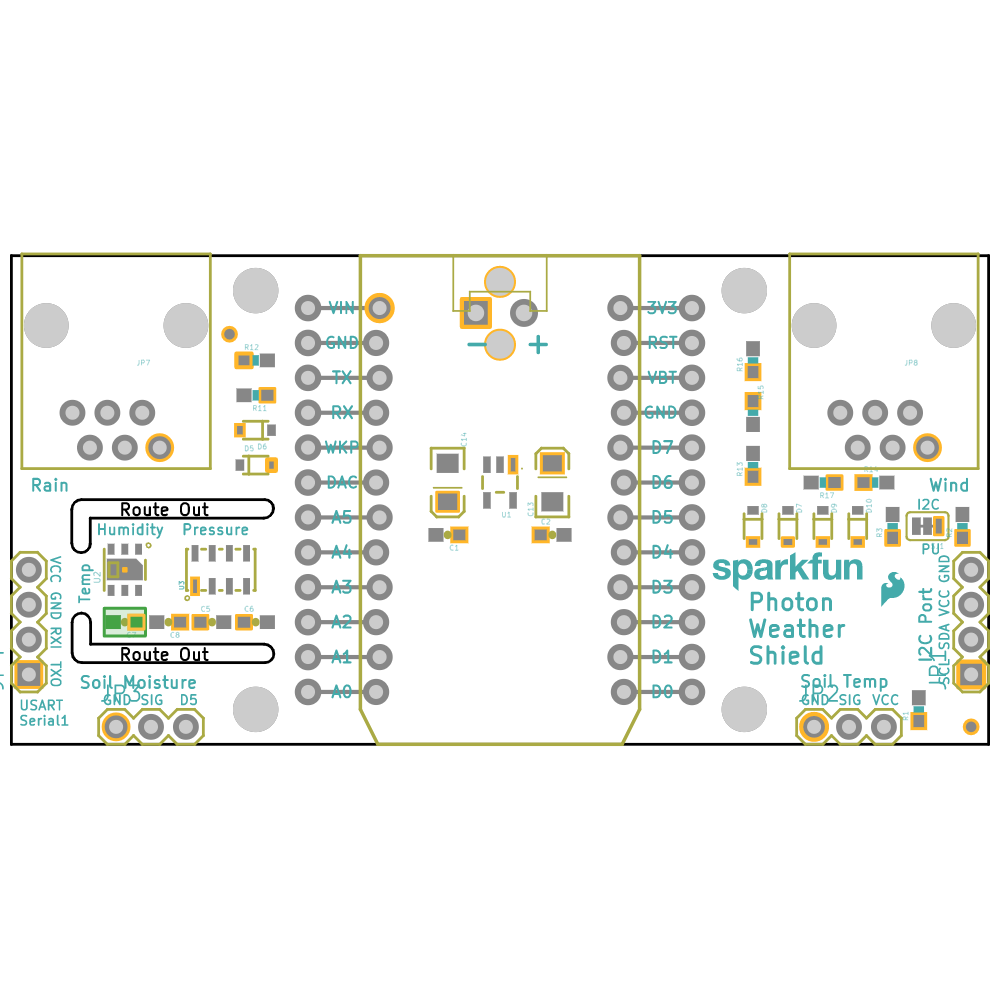 JP7
R12
R11
D5
D6
Rain
Route Out
Humidity
Pressure
Temp
U2
U3
C5
C6
C8
Route Out
VCC GND RXI TXO
Soil Moisture
JP3
GND SIG D5
USART
Serial1
VIN
GND
TX
RX
WKP
DAC
A5
A4
A3
A2
A1
A0
- +
C14
C13
U1
C1
C2
3V3
RST
VBT
GND
D7
D6
D5
D4
D3
D2
D1
D0
JP8
R16
R13
R17
D8
D7
D9
D10
R3
Wind
I2C
PU
sparkfun
Photon
Weather
Shield
I2C Port
SCL SDA VCC GND
Soil Temp
JP2
GND SIG VCC
R1